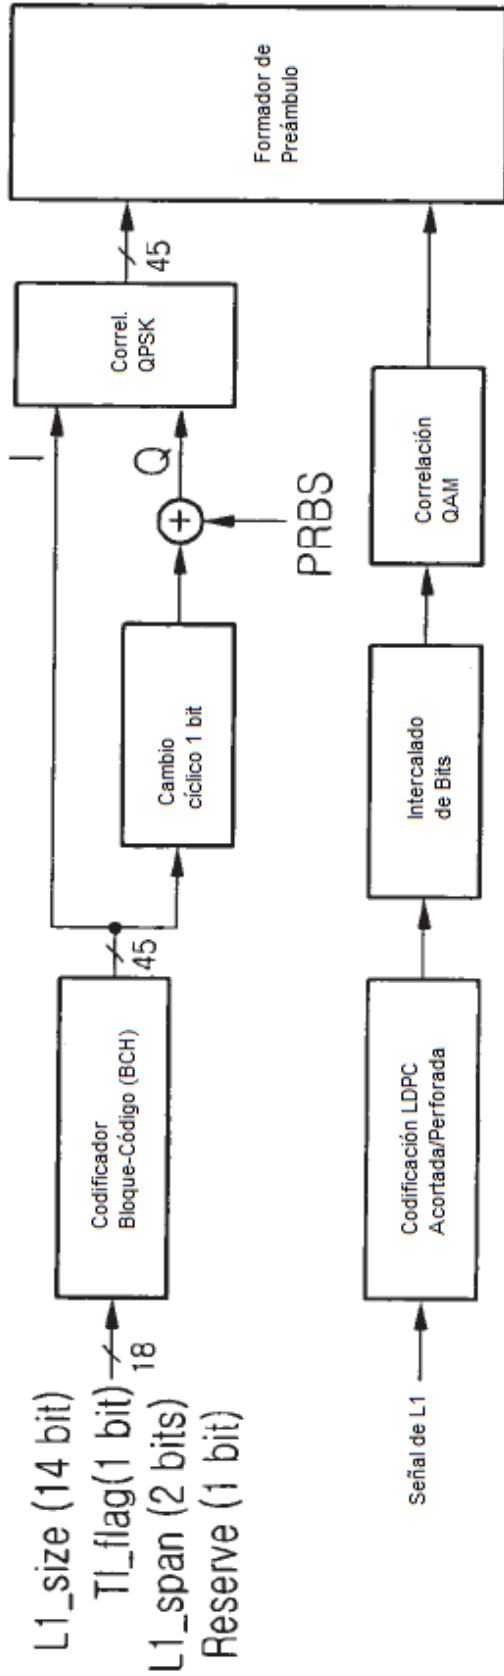 L1_size (14 bit)
TI_flag(1 bit)
L1_span (2 bits)
Reserve (1 bit)
18
Codificador
Bloque-Código (BCH)
45
Cambio
cíclico 1 bit
PRBS
I
Q
Correl.
QPSK
45
Formador de
Preámbulo
Señal de L1
Codificación LDPC
Acortada/Perforada
Intercalado
de Bits
Correlación
QAM